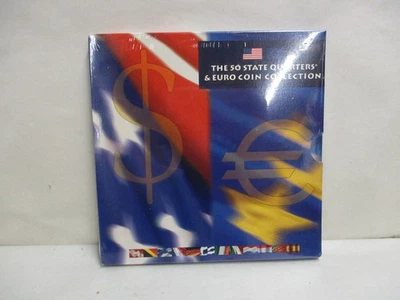 THE 50 STATE QUARTERS®
& EURO COIN COLLECTION
$
€